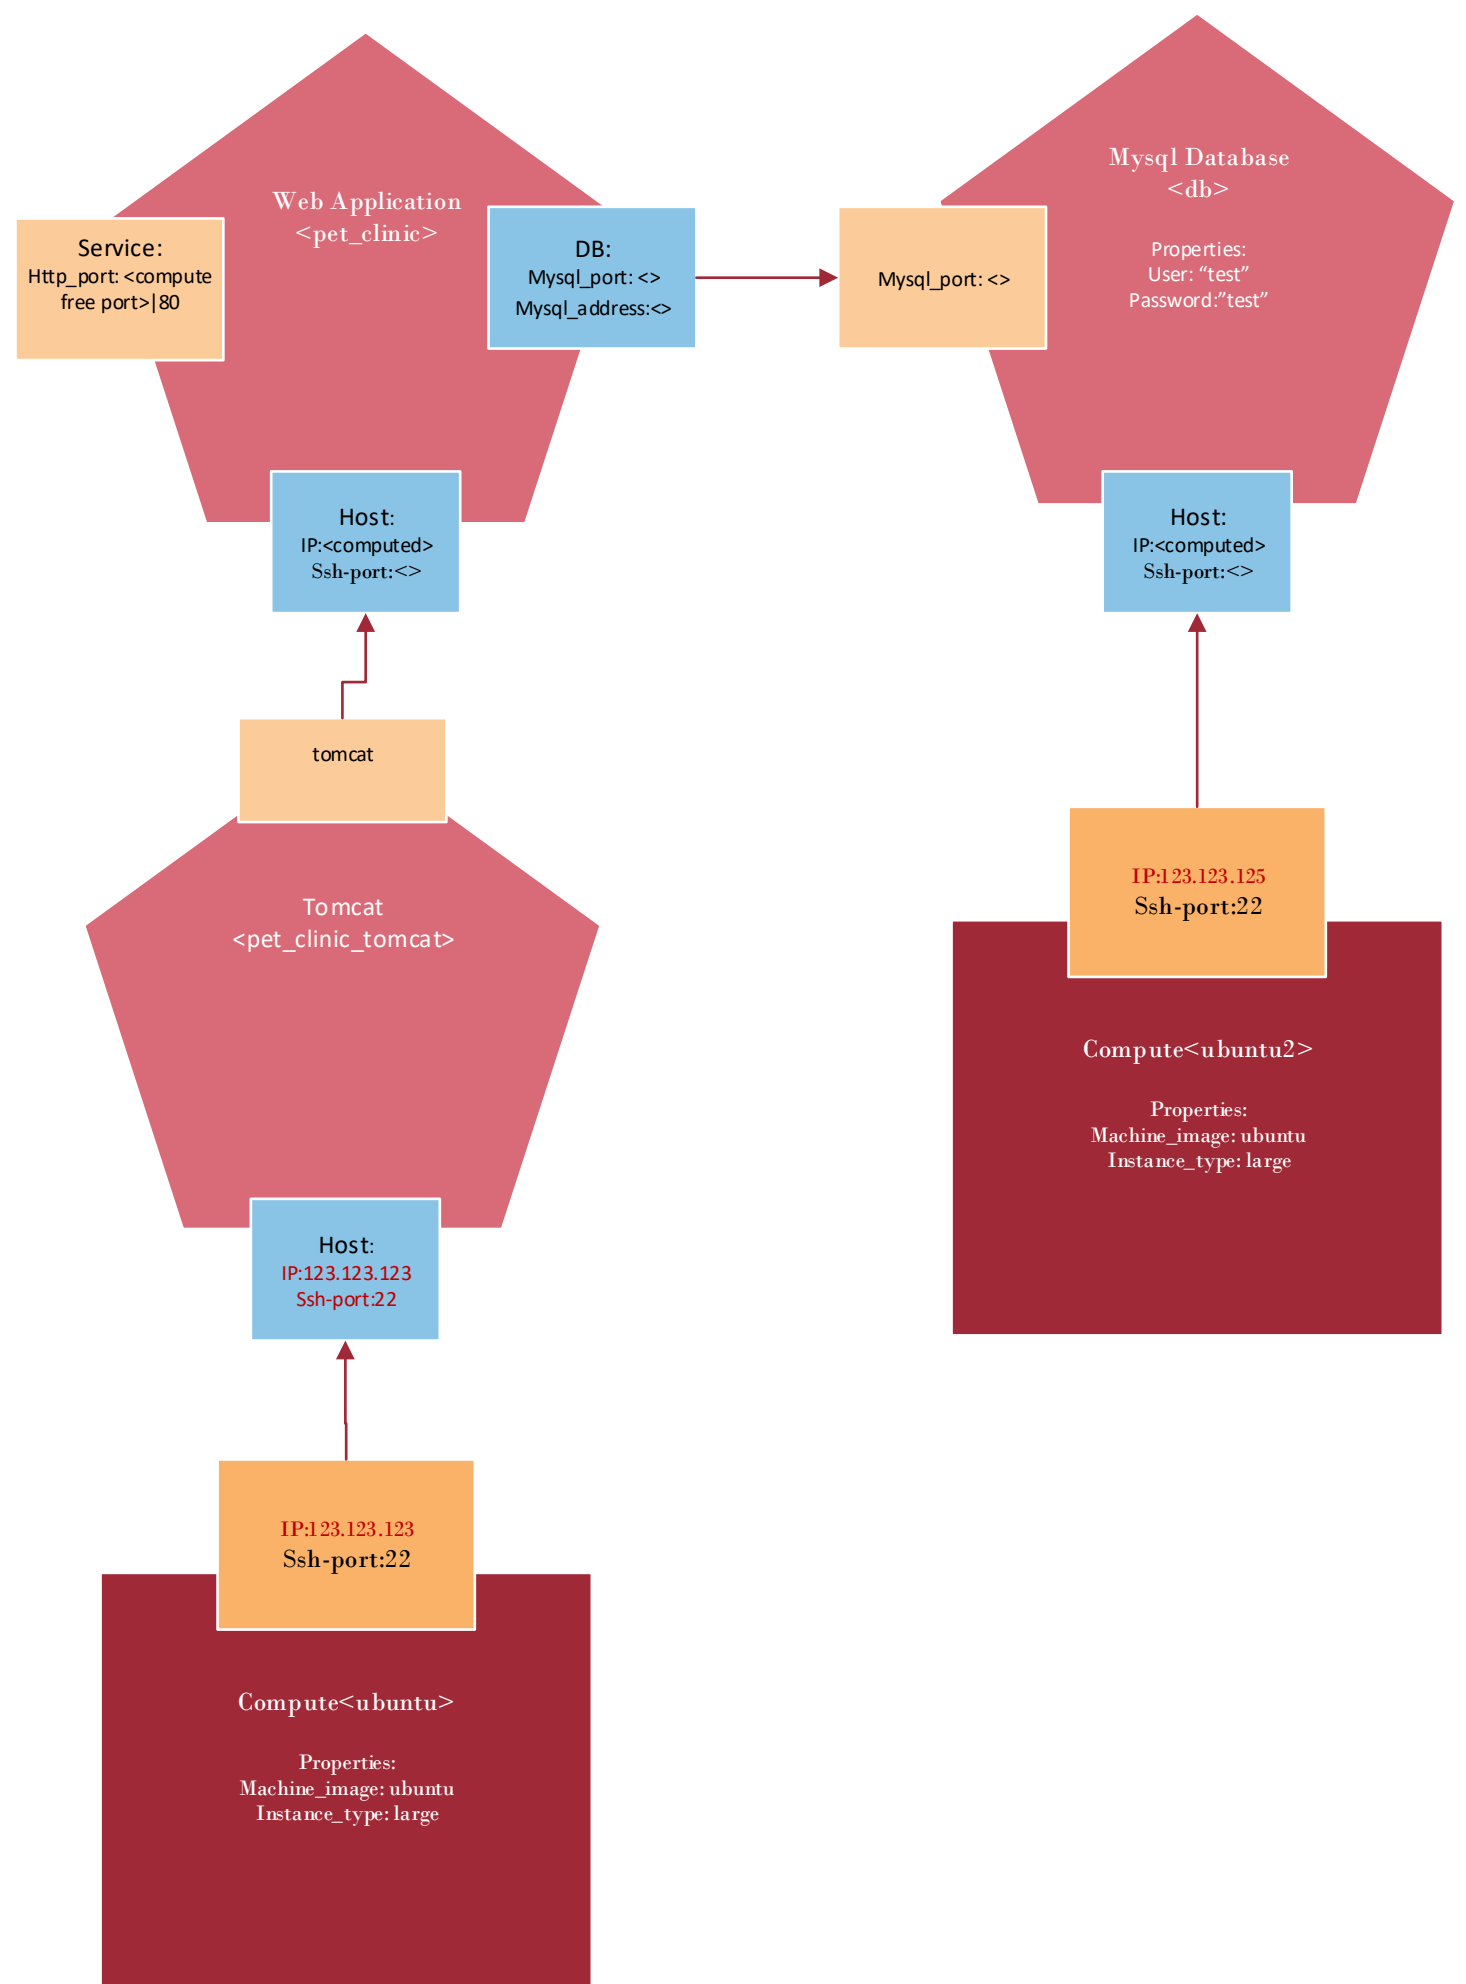 Web Application
<pet_clinic>
Service:
Http_port: <compute
free port>|80
DB:
Mysql_port: <>
Mysql_address:<>
Host:
IP:<computed>
Ssh-port:<>
Mysql Database
<db>
Properties:
User: “test”
Password:”test”
Mysql_port: <>
Host:
IP:<computed>
Ssh-port:<>
tomcat
Tomcat
<pet_clinic_tomcat>
Host:
IP:123.123.123
Ssh-port:22
IP:123.123.123
Ssh-port:22
Compute<ubuntu>
Properties:
Machine_image: ubuntu
Instance_type: large
IP:123.123.125
Ssh-port:22
Compute<ubuntu2>
Properties:
Machine_image: ubuntu
Instance_type: large